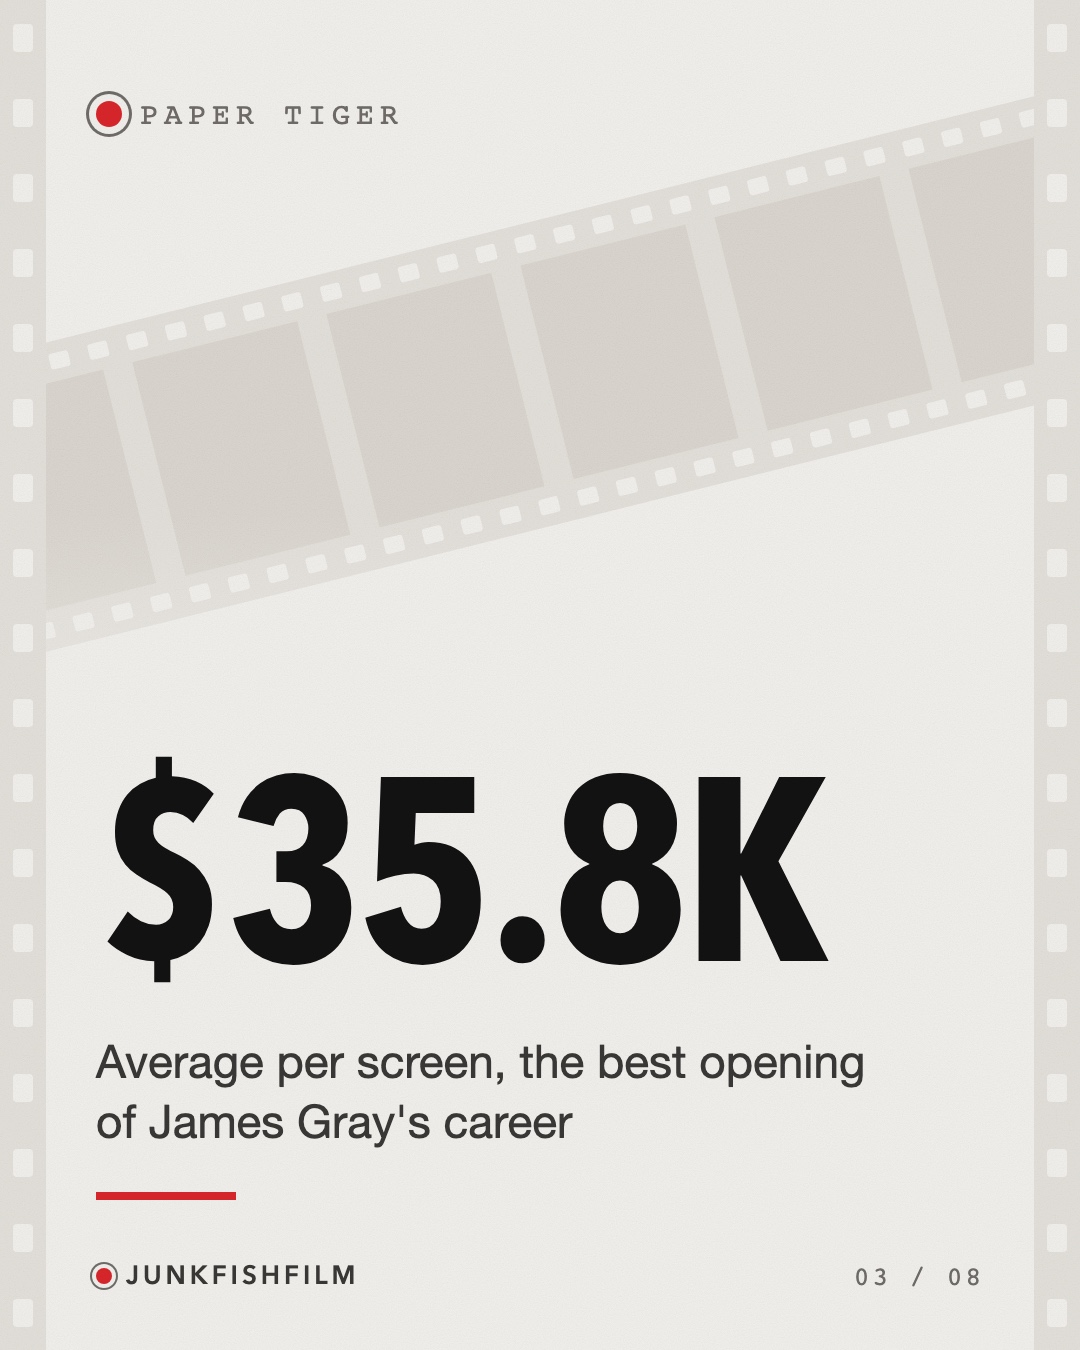 PAPER TIGER
$35.8K
Average per screen, the best opening
of James Gray's career
JUNKFISHFILM
03 / 08